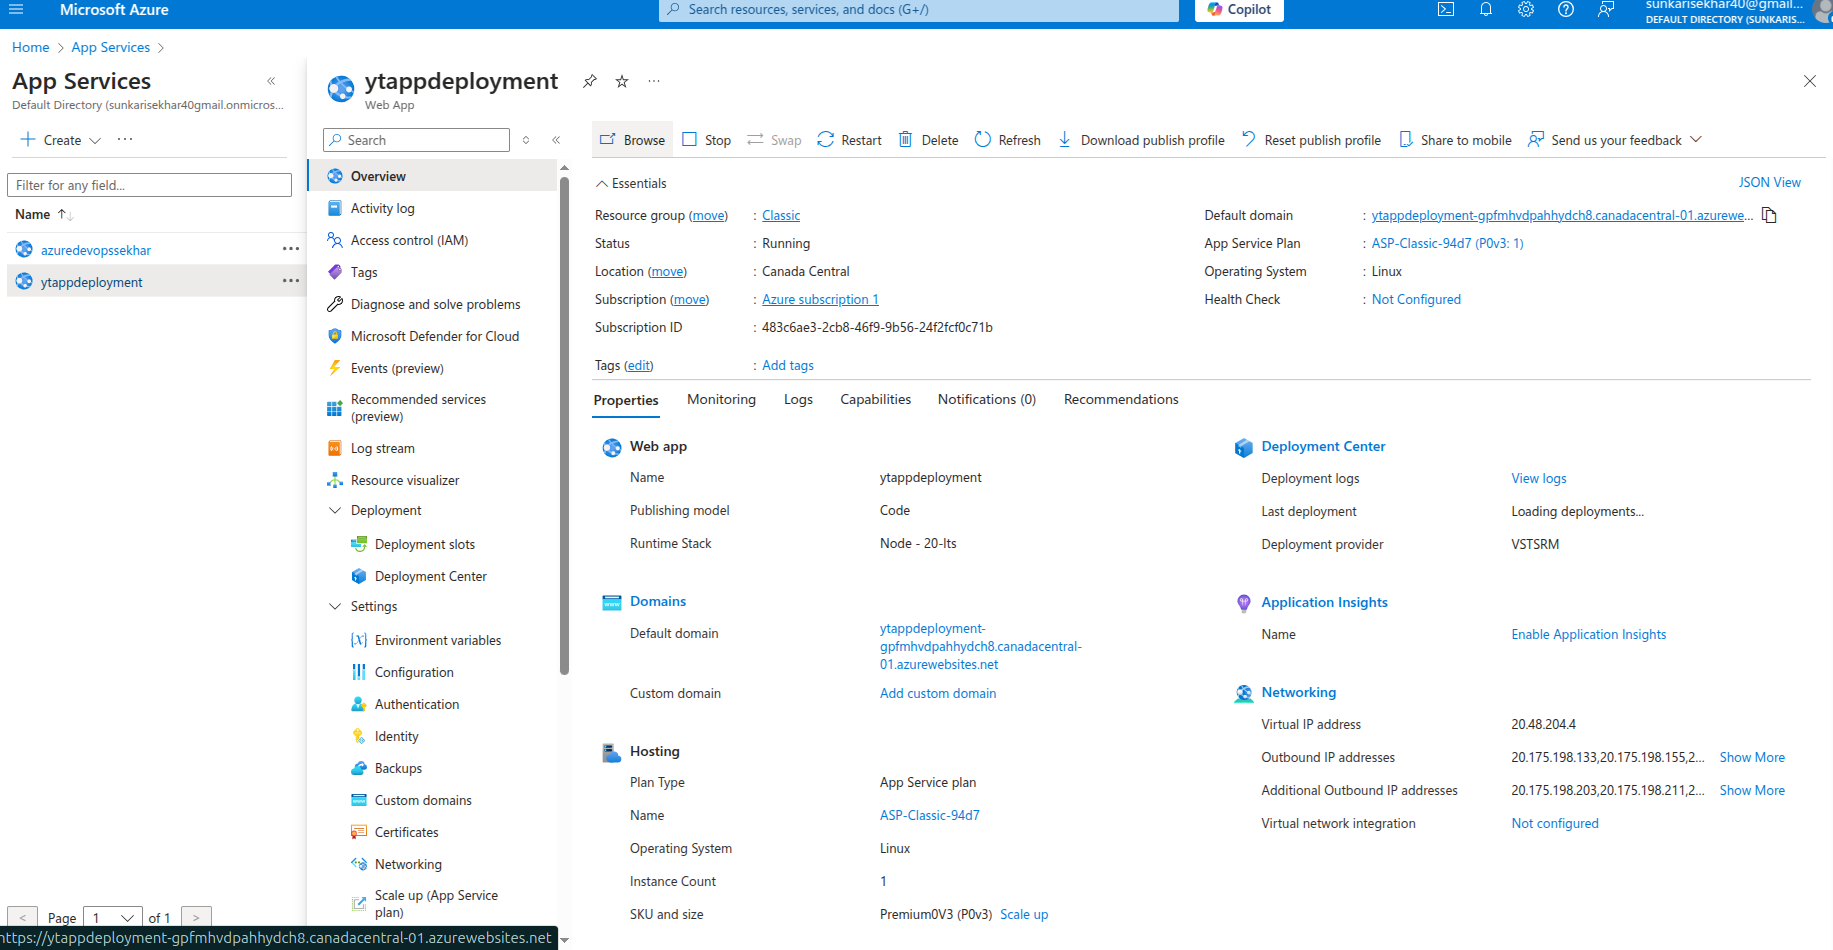 Microsoft Azure
Search resources, services, and docs (G+/)
Copilot
sunkarisekhar40@gmail....
DEFAULT DIRECTORY (SUNKARIS...
Home > App Services >
App Services
Default Directory (sunkarisekhar40gmail.onmicros...
Create
Filter for any field...
Name
azuredevopssekhar
ytappdeployment
Page 1 of 1
https://ytappdeployment-gpfmhvdpahhydch8.canadacentral-01.azurewebsites.net
ytappdeployment
Web App
Search
Overview
Activity log
Access control (IAM)
Tags
Diagnose and solve problems
Microsoft Defender for Cloud
Events (preview)
Recommended services
(preview)
Log stream
Resource visualizer
Deployment
Deployment slots
Deployment Center
Settings
Environment variables
Configuration
Authentication
Identity
Backups
Custom domains
Certificates
Networking
Scale up (App Service
plan)
Browse Stop Swap Restart Delete Refresh Download publish profile Reset publish profile Share to mobile Send us your feedback
Essentials
JSON View
Resource group (move) : Classic
Status : Running
Location (move) : Canada Central
Subscription (move) : Azure subscription 1
Subscription ID : 483c6ae3-2cb8-46f9-9b56-24f2fcf0c71b
Tags (edit) : Add tags
Default domain : ytappdeployment-gpfmhvdpahhydch8.canadacentral-01.azurewe...
App Service Plan : ASP-Classic-94d7 (P0v3: 1)
Operating System : Linux
Health Check : Not Configured
Properties Monitoring Logs Capabilities Notifications (0) Recommendations
Web app
Name ytappdeployment
Publishing model Code
Runtime Stack Node - 20-lts
Domains
Default domain ytappdeployment-
gpfmhvdpahhydch8.canadacentral-
01.azurewebsites.net
Custom domain Add custom domain
Hosting
Plan Type App Service plan
Name ASP-Classic-94d7
Operating System Linux
Instance Count 1
SKU and size Premium0V3 (P0v3) Scale up
Deployment Center
Deployment logs View logs
Last deployment Loading deployments...
Deployment provider VSTSRM
Application Insights
Name Enable Application Insights
Networking
Virtual IP address 20.48.204.4
Outbound IP addresses 20.175.198.133,20.175.198.155,2... Show More
Additional Outbound IP addresses 20.175.198.203,20.175.198.211,2... Show More
Virtual network integration Not configured